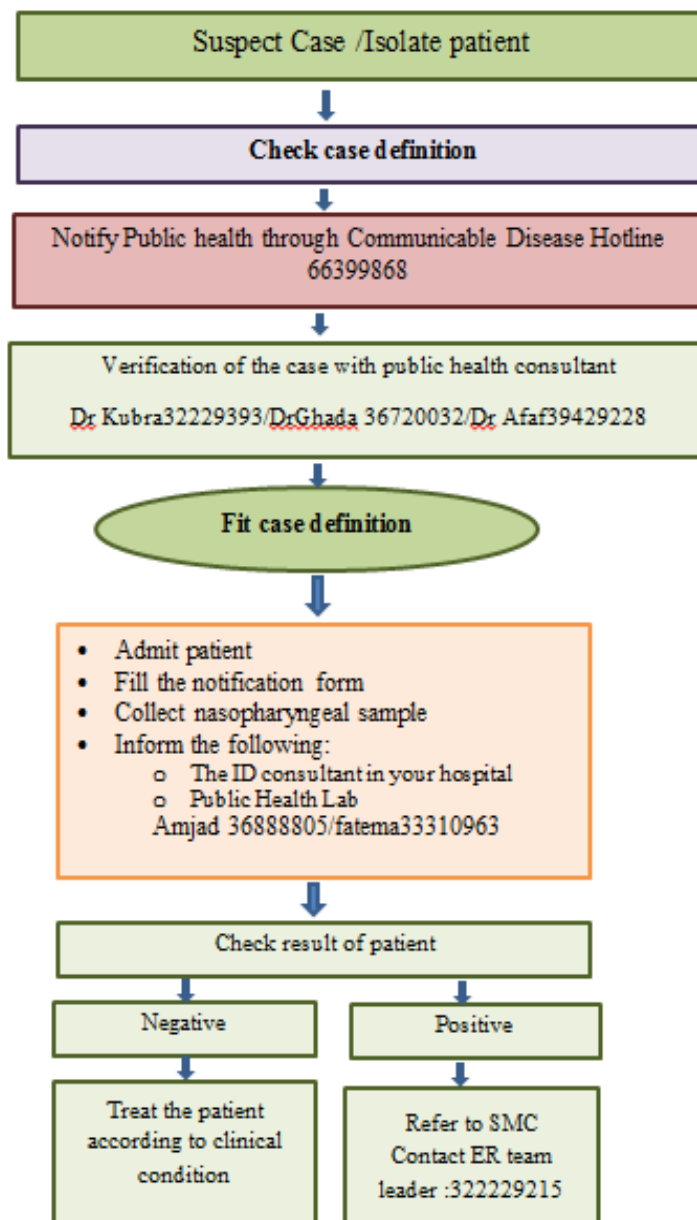 Suspect Case /Isolate patient
Check case definition
Notify Public health through Communicable Disease Hotline
66399868
Verification of the case with public health consultant
Dr Kubra32229393/DrGhada 36720032/Dr Afaf39429228
Fit case definition
• Admit patient
• Fill the notification form
• Collect nasopharyngeal sample
• Inform the following:
o The ID consultant in your hospital
o Public Health Lab
Amjad 36888805/fatema33310963
Check result of patient
Negative
Positive
Treat the patient
according to clinical
condition
Refer to SMC
Contact ER team
leader :322229215